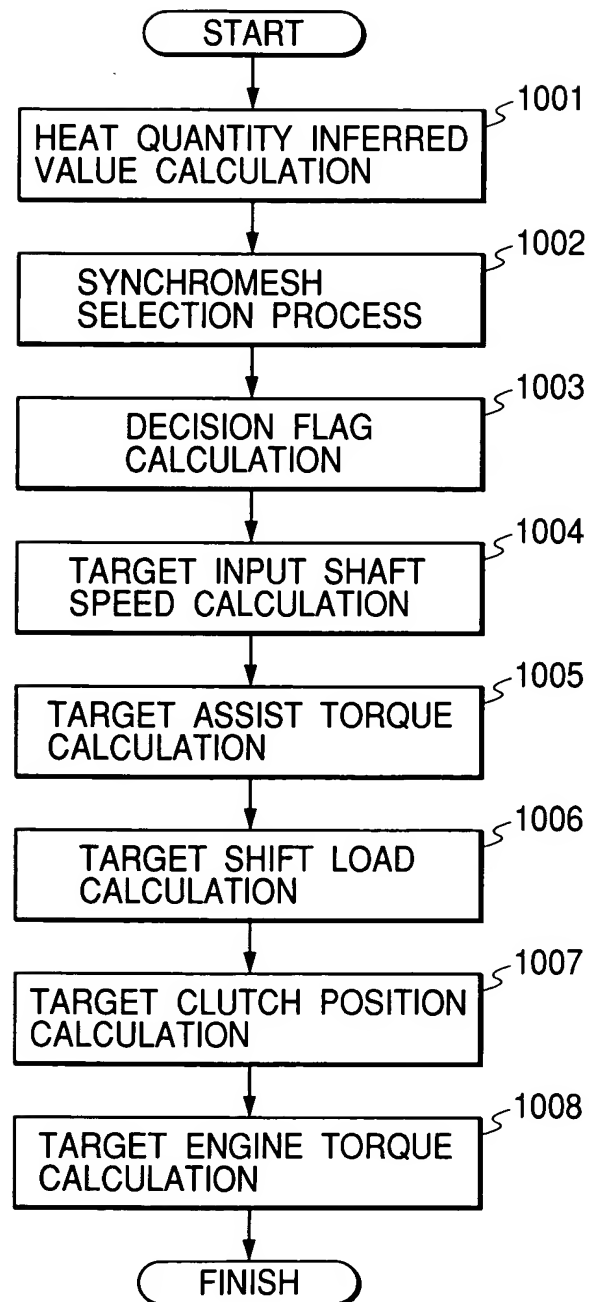 START
1001
HEAT QUANTITY INFERRED
VALUE CALCULATION
1002
SYNCHROMESH
SELECTION PROCESS
1003
DECISION FLAG
CALCULATION
1004
TARGET INPUT SHAFT
SPEED CALCULATION
1005
TARGET ASSIST TORQUE
CALCULATION
1006
TARGET SHIFT LOAD
CALCULATION
1007
TARGET CLUTCH POSITION
CALCULATION
1008
TARGET ENGINE TORQUE
CALCULATION
FINISH